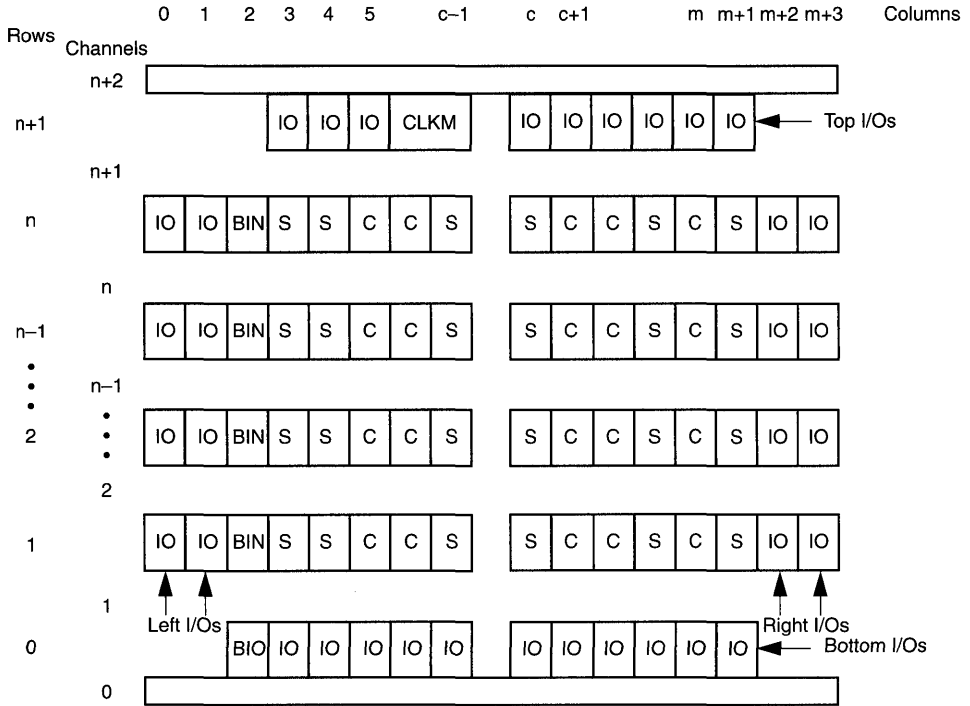 0 1 2 3 4 5 c–1 c c+1 m m+1 m+2 m+3 Columns
Rows
Channels
n+2
n+1 IO IO IO CLKM IO IO IO IO IO IO Top I/Os
n+1
n IO IO BIN S S C C S S C C S C S IO IO
n
n–1 IO IO BIN S S C C S S C C S C S IO IO
n–1
2 IO IO BIN S S C C S S C C S C S IO IO
2
1 IO IO BIN S S C C S S C C S C S IO IO
1
Left I/Os Right I/Os
0 BIO IO IO IO IO IO IO IO IO IO IO IO Bottom I/Os
0